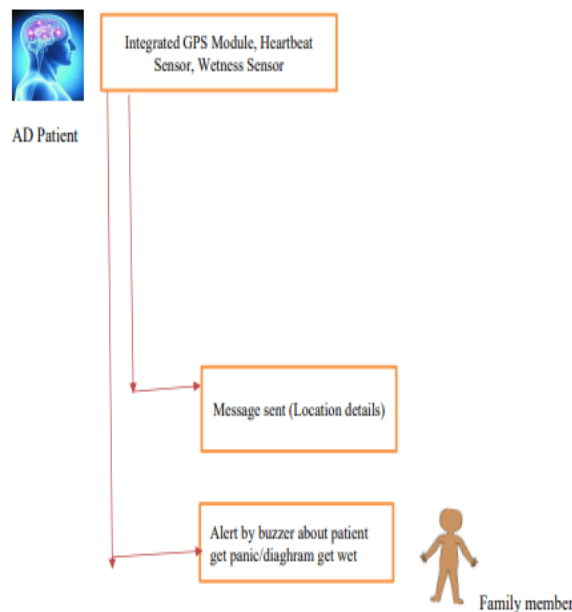 Integrated GPS Module, Heartbeat
Sensor, Wetness Sensor
AD Patient
Message sent (Location details)
Alert by buzzer about patient
get panic/diaghram get wet
Family member